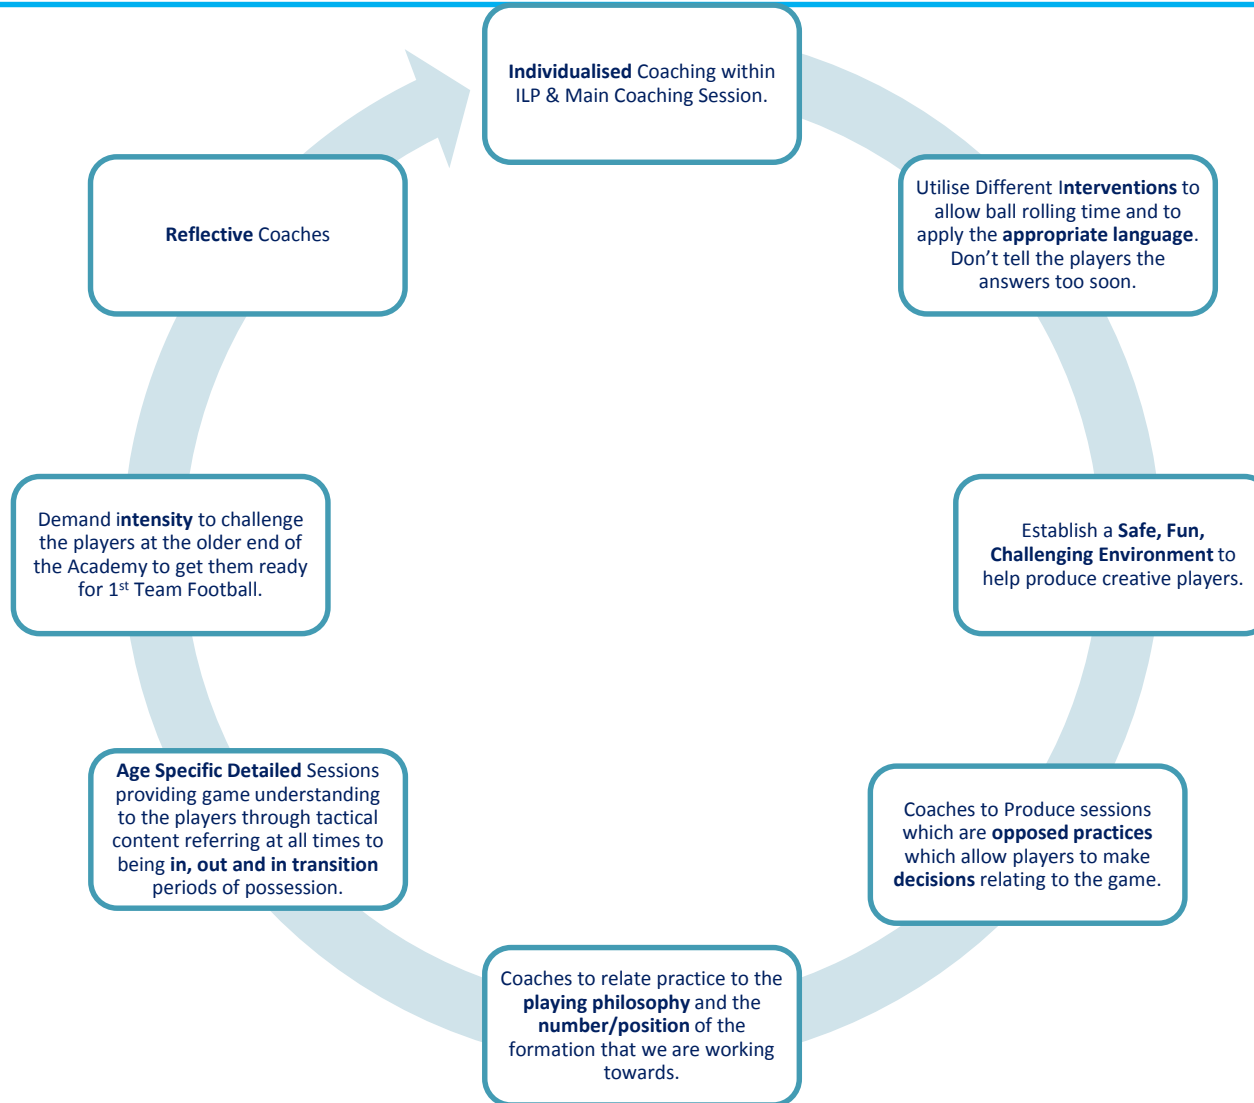 Individualised Coaching within
ILP & Main Coaching Session.
Utilise Different Interventions to
allow ball rolling time and to
apply the appropriate language.
Don’t tell the players the
answers too soon.
Establish a Safe, Fun,
Challenging Environment to
help produce creative players.
Coaches to Produce sessions
which are opposed practices
which allow players to make
decisions relating to the game.
Coaches to relate practice to the
playing philosophy and the
number/position of the
formation that we are working
towards.
Age Specific Detailed Sessions
providing game understanding
to the players through tactical
content referring at all times to
being in, out and in transition
periods of possession.
Demand intensity to challenge
the players at the older end of
the Academy to get them ready
for 1st Team Football.
Reflective Coaches